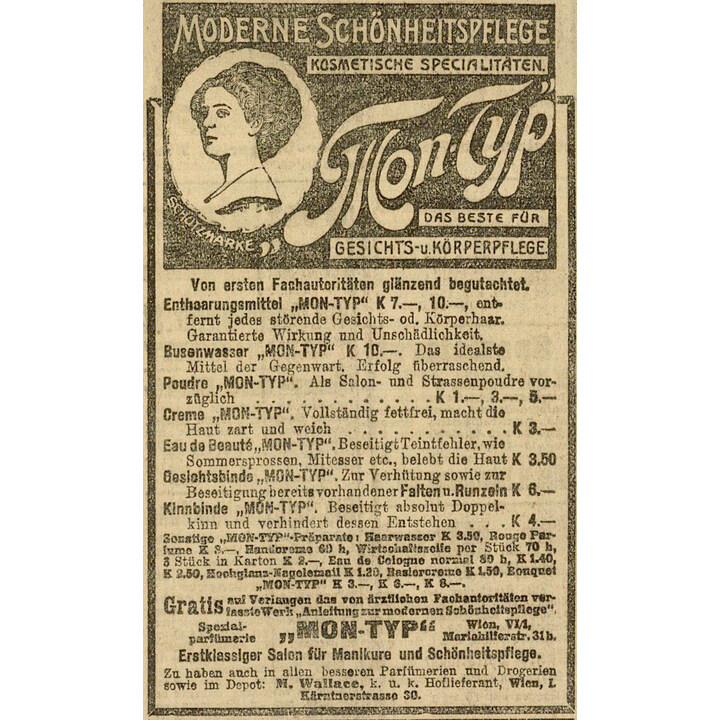 MODERNE SCHÖNHEITSPFLEGE
KOSMETISCHE SPECIALITÄTEN.
„Mon-Typ"
SCHUTZMARKE
DAS BESTE FÜR
GESICHTS- u. KÖRPERPFLEGE.
Von ersten Fachautoritäten glänzend begutachtet.
Enthaarungsmittel „MON-TYP" K 7.—, 10.—, ent-
fernt jedes störende Gesichts- od. Körperhaar.
Garantierte Wirkung und Unschädlichkeit.
Busenwasser „MON-TYP" K 10.—. Das idealste
Mittel der Gegenwart. Erfolg überraschend.
Poudre „MON-TYP". Als Salon- und Strassenpoudre vor-
züglich . . . . . . . . . . . . . K 1.—, 3.—, 5.—
Creme „MON-TYP". Vollständig fettfrei, macht die
Haut zart und weich . . . . . . . . . . K 3.—
Eau de Beauté „MON-TYP". Beseitigt Teintfehler, wie
Sommersprossen, Mitesser etc., belebt die Haut K 3.50
Gesichtsbinde „MON-TYP". Zur Verhütung sowie zur
Beseitigung bereits vorhandener Falten u. Runzeln K 6.—
Kinnbinde „MON-TYP". Beseitigt absolut Doppel-
kinn und verhindert dessen Entstehen . . . K 4.—
Sonstige „MON-TYP"-Präparate: Haarwasser K 3.50, Rouge Par-
fume K 3.—, Handcreme 60 h, Wirtschaftsseife per Stück 70 h,
3 Stück in Karton K 2.—, Eau de Cologne normal 80 h, K 1.40,
K 2.50, Hochglanz-Nagelemail K 1.20, Rasiercreme K 1.50, Bouquet
„MON-TYP" K 3.—, K 6.—, K 8.—.
Gratis auf Verlangen das von ärztlichen Fachautoritäten ver-
fasste Werk „Anleitung zur modernen Schönheitspflege".
Spezial-
parfümerie „MON-TYP" Wien, VI/1,
Mariahilferstr. 31 b.
Erstklassiger Salon für Manikure und Schönheitspflege.
Zu haben auch in allen besseren Parfümerien und Drogerien
sowie im Depot: M. Wallace, k. u. k. Hoflieferant, Wien, I.
Kärntnerstrasse 30.